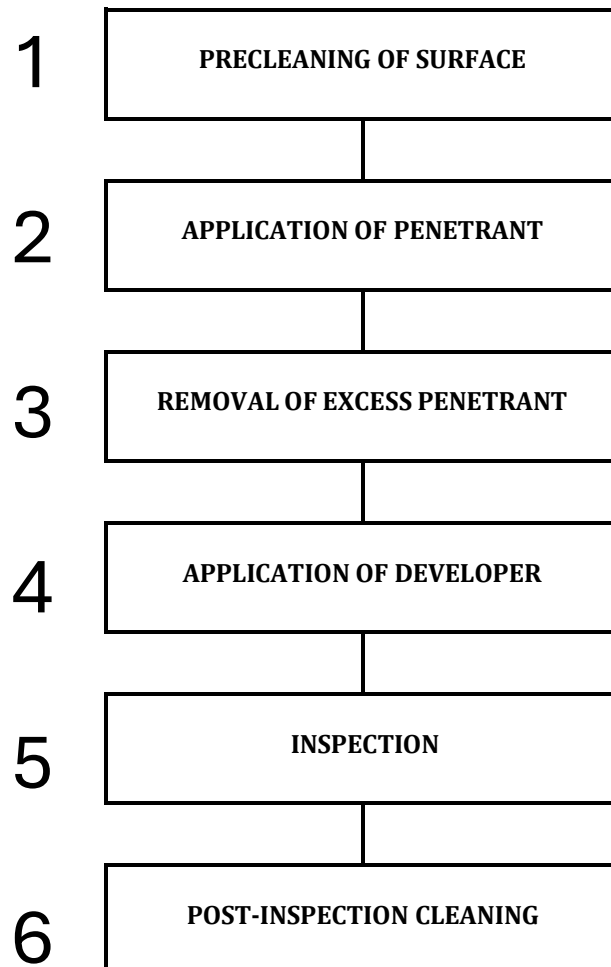 1
PRECLEANING OF SURFACE
2
APPLICATION OF PENETRANT
3
REMOVAL OF EXCESS PENETRANT
4
APPLICATION OF DEVELOPER
5
INSPECTION
6
POST-INSPECTION CLEANING